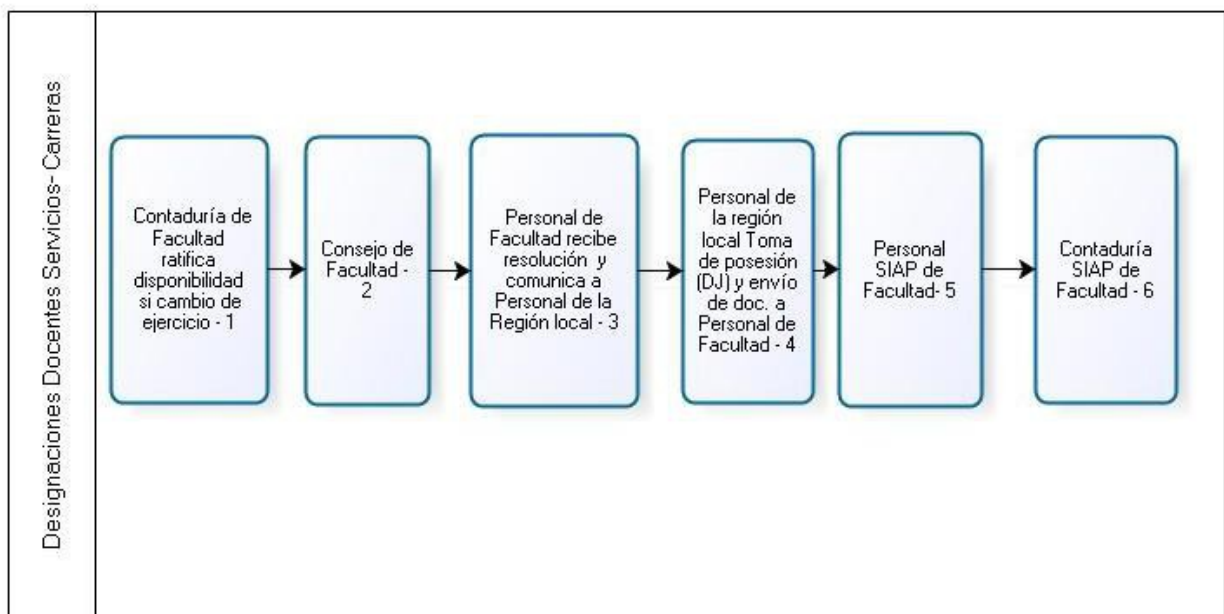 Designaciones Docentes Servicios- Carreras
Contaduría de
Facultad
ratifica
disponibilidad
si cambio de
ejercicio - 1
Consejo de
Facultad -
2
Personal de
Facultad recibe
resolución y
comunica a
Personal de la
Región local - 3
Personal de
la región
local Toma
de posesión
(DJ) y envío
de doc. a
Personal de
Facultad - 4
Personal
SIAP de
Facultad- 5
Contaduría
SIAP de
Facultad - 6